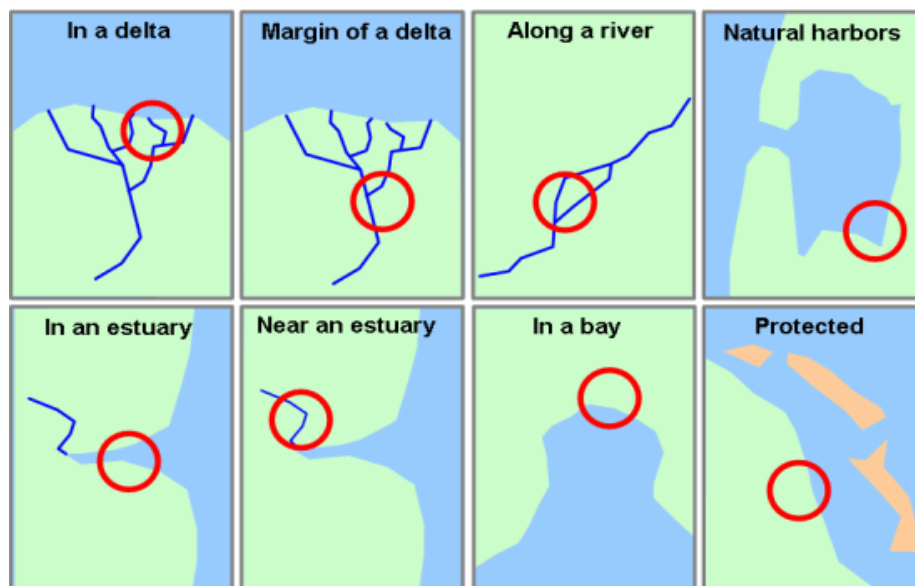 In a delta
Margin of a delta
Along a river
Natural harbors
In an estuary
Near an estuary
In a bay
Protected